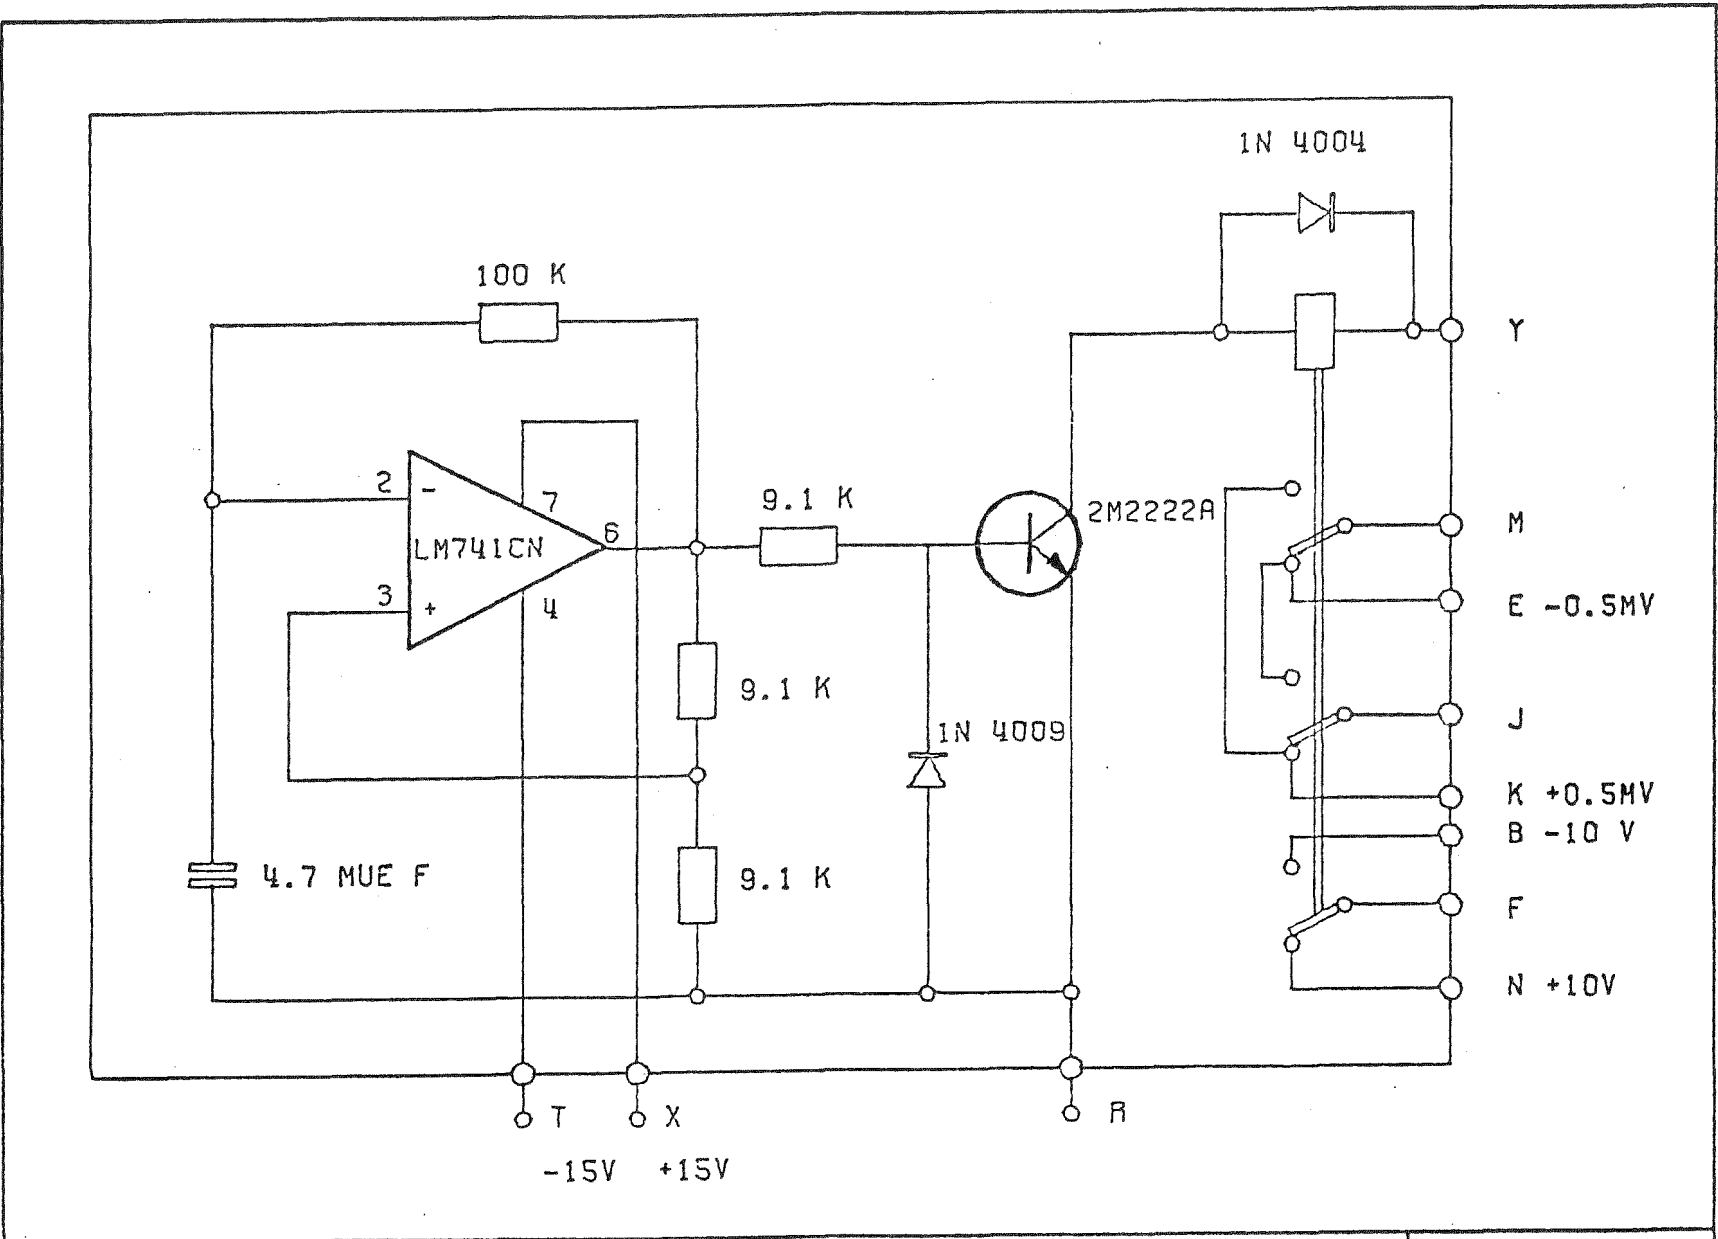 1N 4004
100 K
Y
2
-
7
9.1 K
2M2222A
M
6
LM741CN
3
+
4
E -0.5MV
9.1 K
1N 4009
J
K +0.5MV
B -10 V
4.7 MUE F
9.1 K
F
N +10V
T
X
R
-15V
+15V